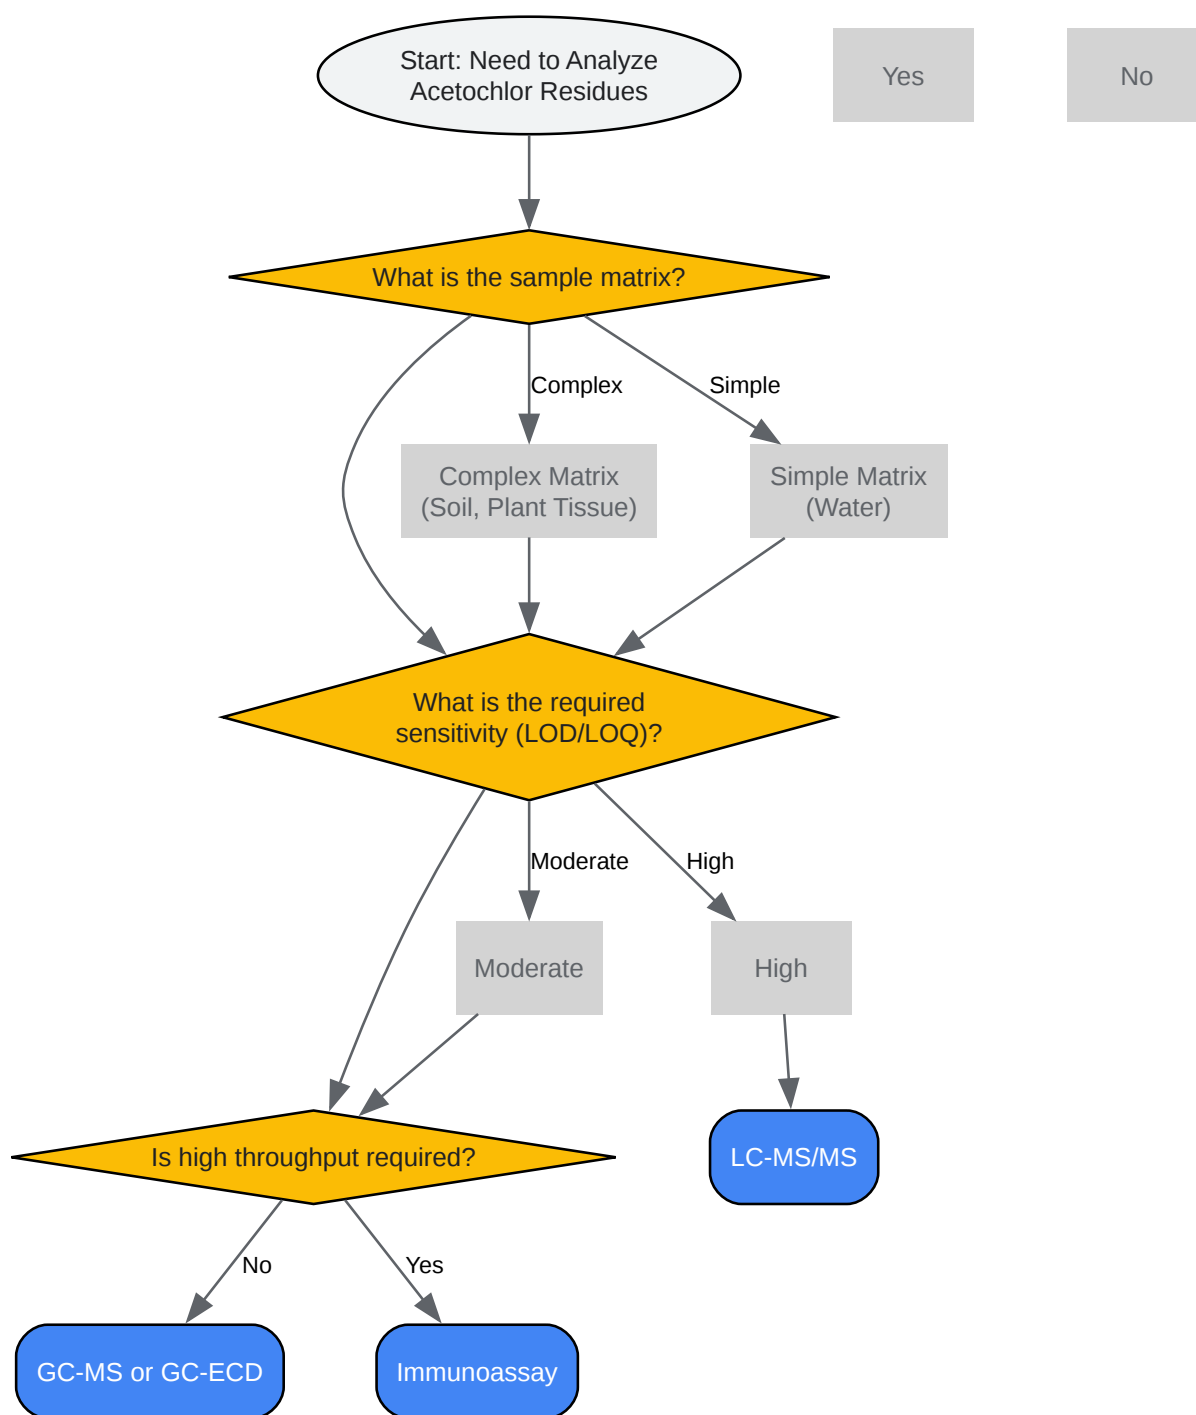 Start: Need to Analyze
Acetochlor Residues
Yes
No
What is the sample matrix?
Complex
Simple
Complex Matrix
(Soil, Plant Tissue)
Simple Matrix
(Water)
What is the required
sensitivity (LOD/LOQ)?
Moderate
High
Moderate
High
Is high throughput required?
LC-MS/MS
No
Yes
GC-MS or GC-ECD
Immunoassay